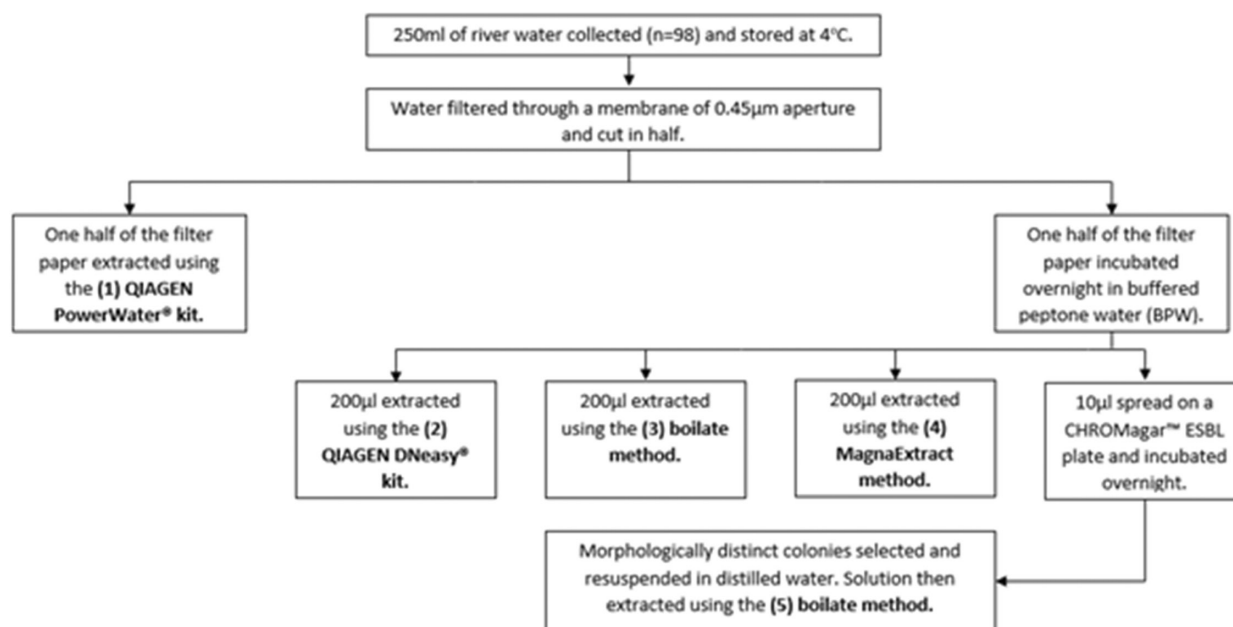 250ml of river water collected (n=98) and stored at 4°C.
Water filtered through a membrane of 0.45µm aperture
and cut in half.
One half of the filter
paper extracted using
the (1) QIAGEN
PowerWater® kit.
One half of the filter
paper incubated
overnight in buffered
peptone water (BPW).
200µl extracted
using the (2)
QIAGEN DNeasy®
kit.
200µl extracted
using the (3) boilate
method.
200µl extracted
using the (4)
MagnaExtract
method.
10µl spread on a
CHROMagar™ ESBL
plate and incubated
overnight.
Morphologically distinct colonies selected and
resuspended in distilled water. Solution then
extracted using the (5) boilate method.